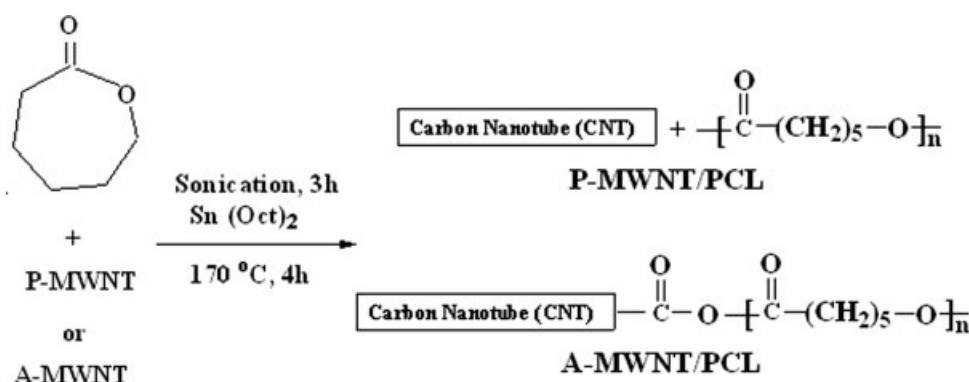 O
O
+
P-MWNT
or
A-MWNT
Sonication, 3h
Sn (Oct)2
170 °C, 4h
O
Carbon Nanotube (CNT) + [C-(CH2)5-O]n
P-MWNT/PCL
O O
Carbon Nanotube (CNT) -C-O-[C-(CH2)5-O]n
A-MWNT/PCL